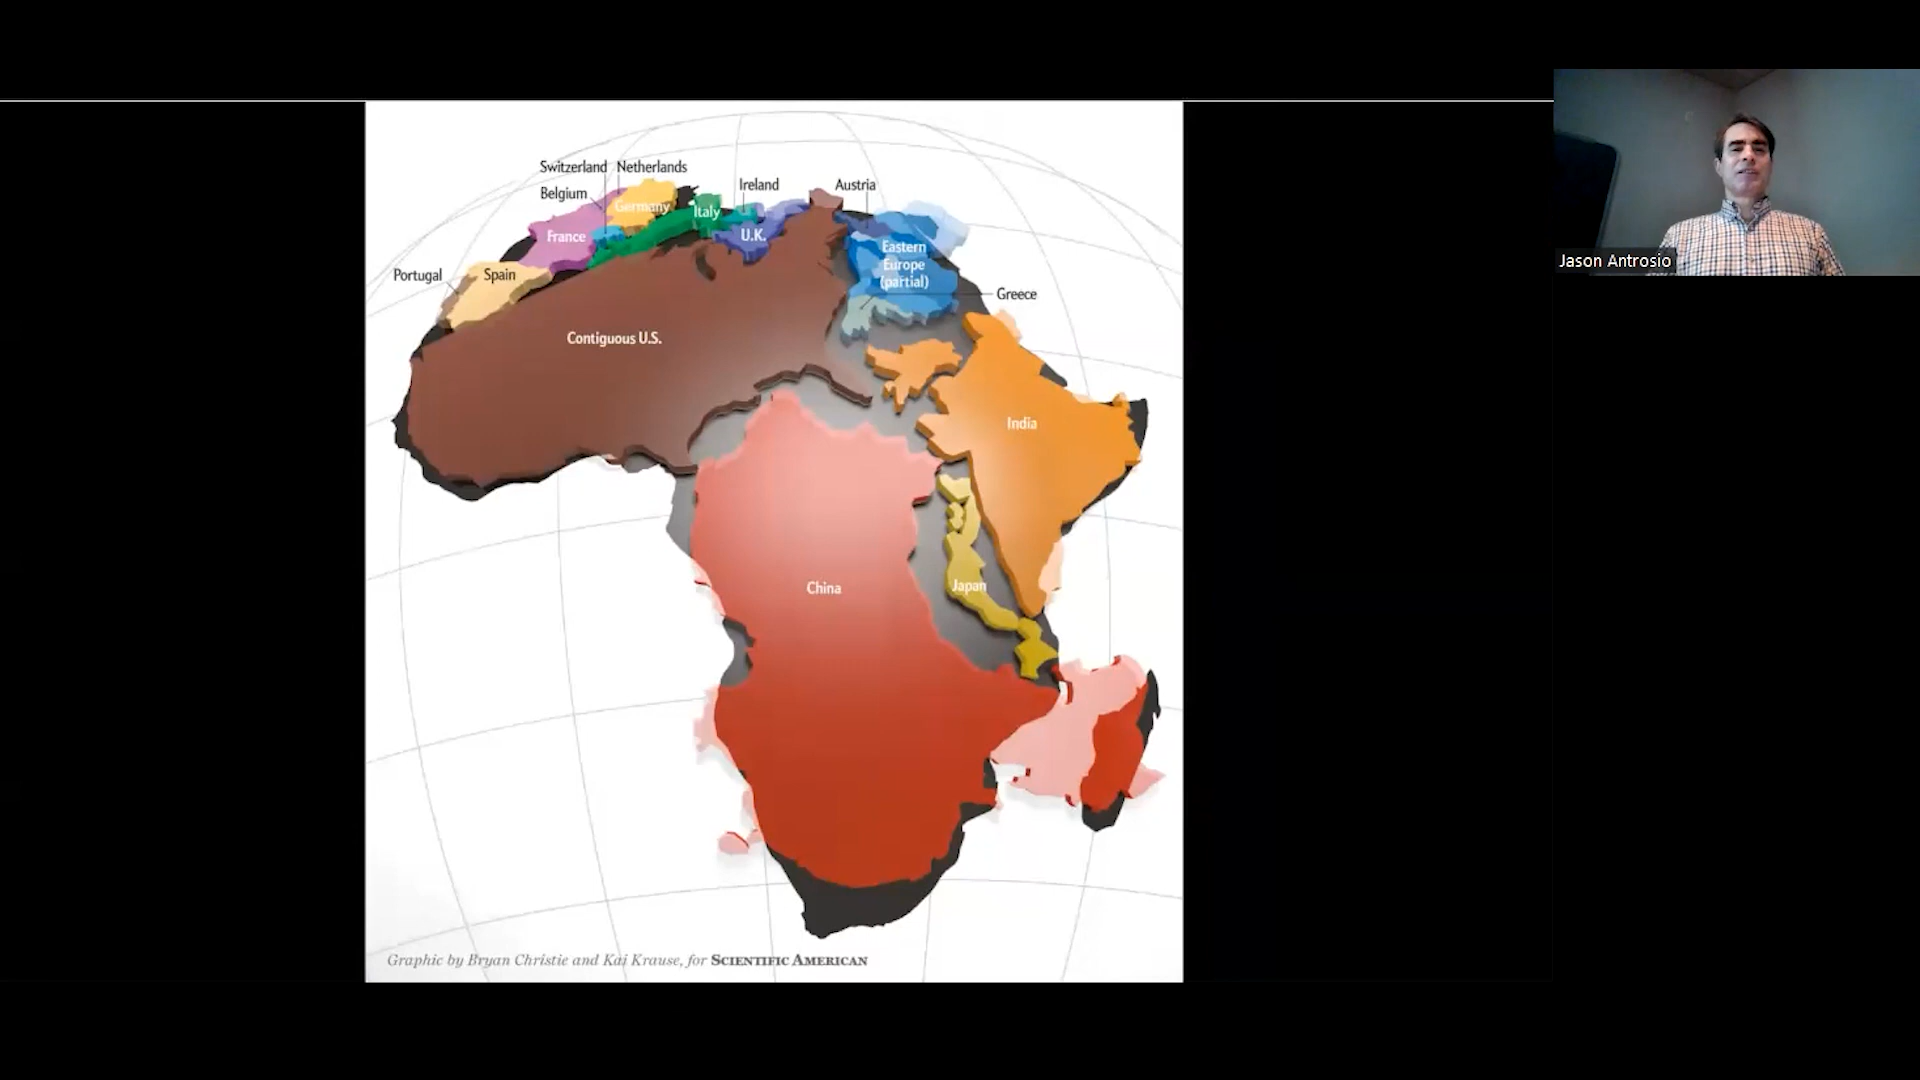 Switzerland
Netherlands
Belgium
Ireland
Austria
Germany
Italy
France
U.K.
Eastern
Europe
(partial)
Portugal
Spain
Greece
Contiguous U.S.
India
China
Japan
Graphic by Bryan Christie and Kai Krause, for SCIENTIFIC AMERICAN
Jason Antrosio